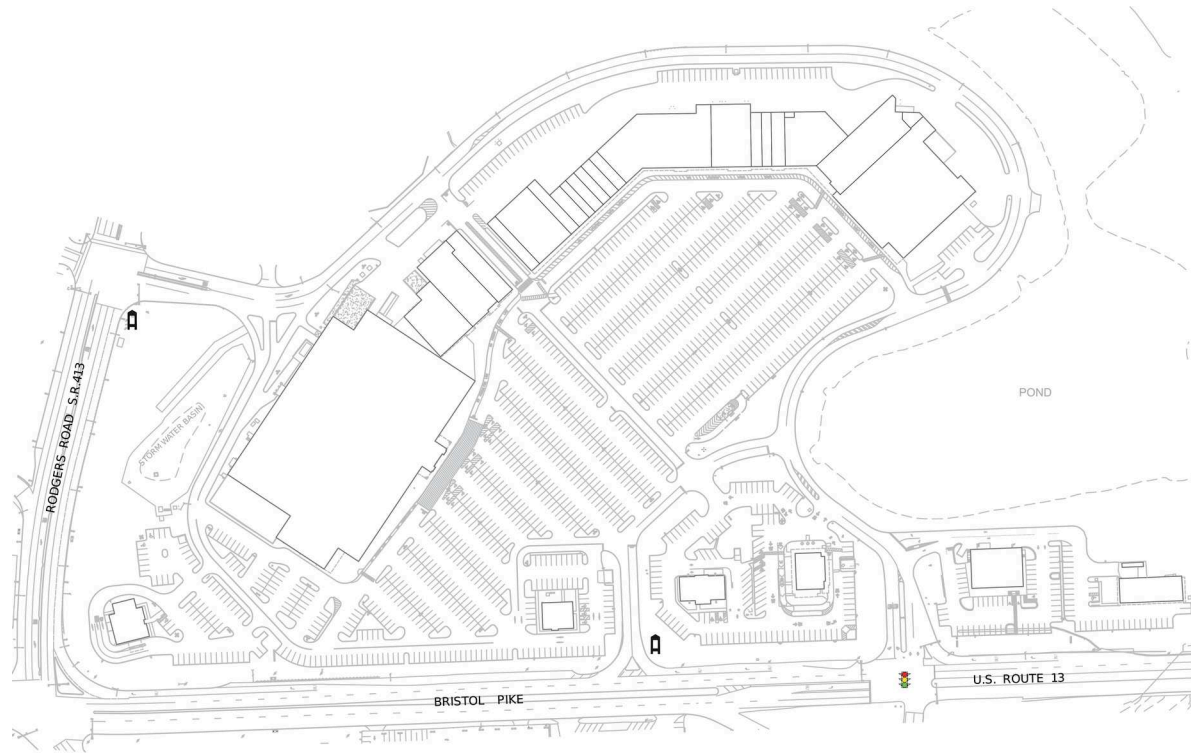 RODGERS ROAD S.R.413
STORM WATER BASIN
POND
BRISTOL PIKE
U.S. ROUTE 13